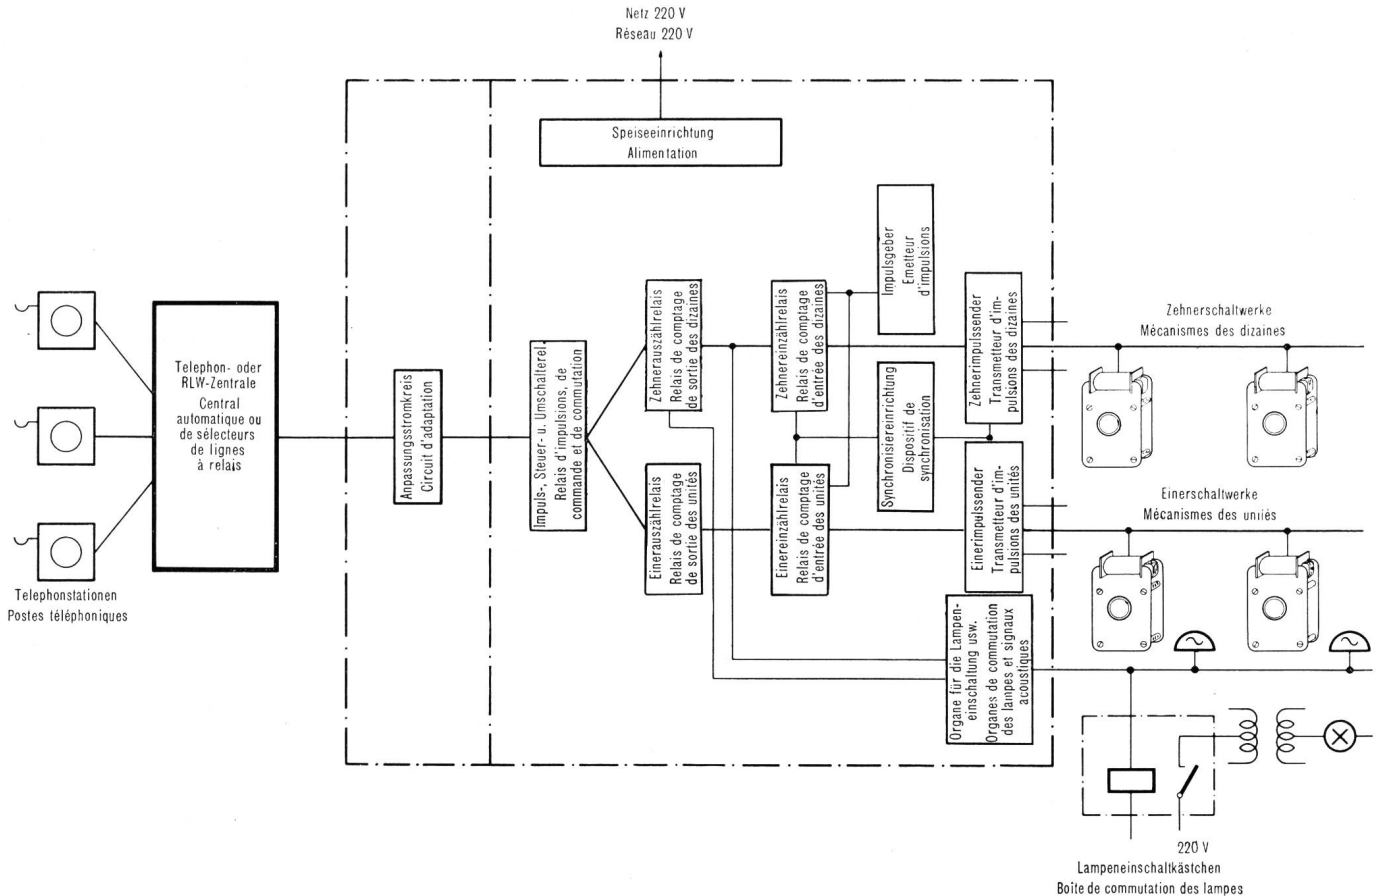 Netz 220 V
Réseau 220 V
Speiseeinrichtung
Alimentation
Telephon- oder
RLW-Zentrale
Central
automatique ou
de sélecteurs
de lignes
à relais
Telephonstationen
Postes téléphoniques
Anpassungsstromkreis
Circuit d'adaptation
Impuls-, Steuer- u. Umschalterel.
Relais d'impulsions, de
commande et de commutation
Zehnerauszählrelais
Relais de comptage
de sortie des dizaines
Einerauszählrelais
Relais de comptage
de sortie des unités
Zehnereinzählrelais
Relais de comptage
d'entrée des dizaines
Einereinzählrelais
Relais de comptage
d'entrée des unités
Impulsgeber
Emetteur
d'impulsions
Synchronisiereinrichtung
Dispositif de
synchronisation
Zehnerimpulssender
Transmetteur d'im-
pulsions des dizaines
Einerimpulssender
Transmetteur d'im-
pulsions des unités
Organe für die Lampen-
einschaltung usw.
Organes de commutation
des lampes et signaux
acoustiques
Zehnerschaltwerke
Mécanismes des dizaines
Einerschaltwerke
Mécanismes des unités
220 V
Lampeneinschaltkästchen
Boîte de commutation des lampes